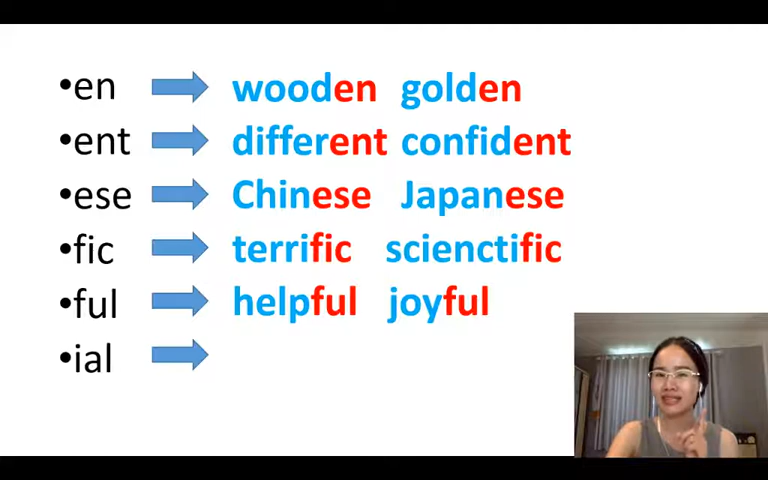 •en wooden golden
•ent different confident
•ese Chinese Japanese
•fic terrific scienctific
•ful helpful joyful
•ial